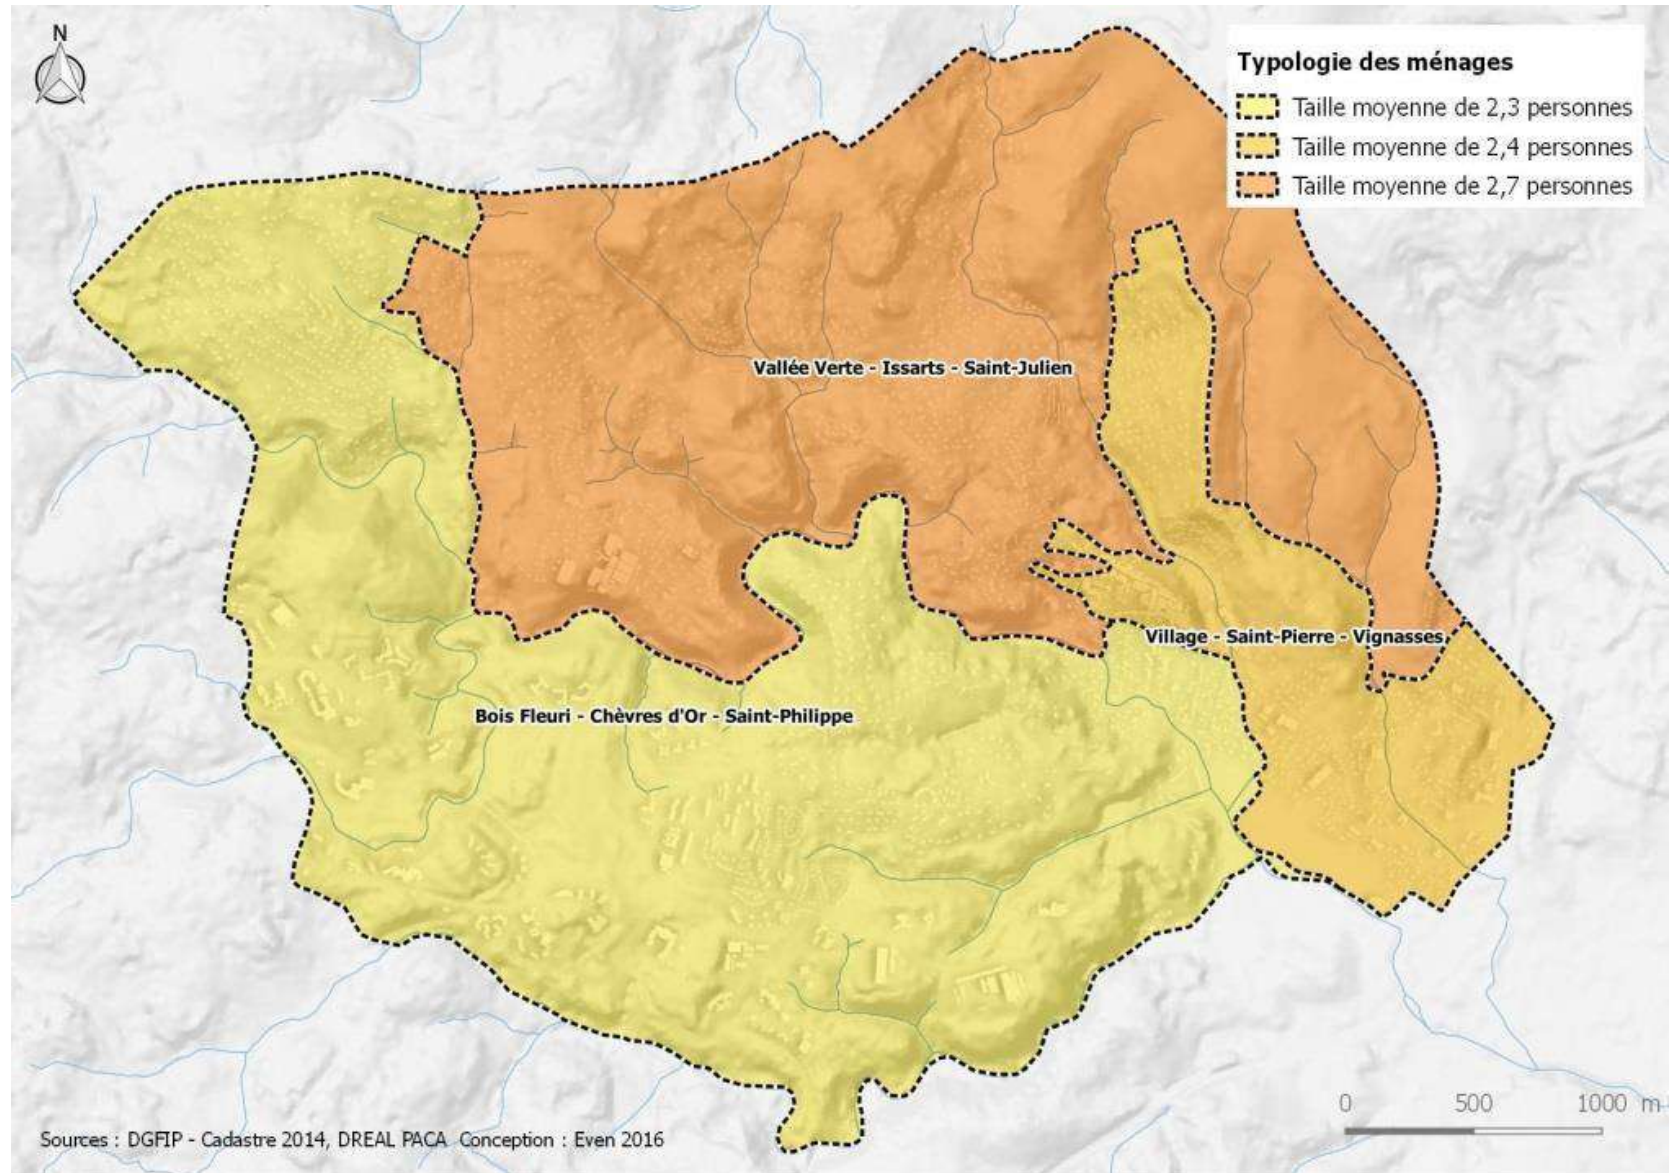 N
Typologie des ménages
Taille moyenne de 2,3 personnes
Taille moyenne de 2,4 personnes
Taille moyenne de 2,7 personnes
Vallée Verte - Issarts - Saint-Julien
Village - Saint-Pierre - Vignasses
Bois Fleuri - Chèvres d'Or - Saint-Philippe
0 500 1000 m
Sources : DGFIP - Cadastre 2014, DREAL PACA Conception : Even 2016